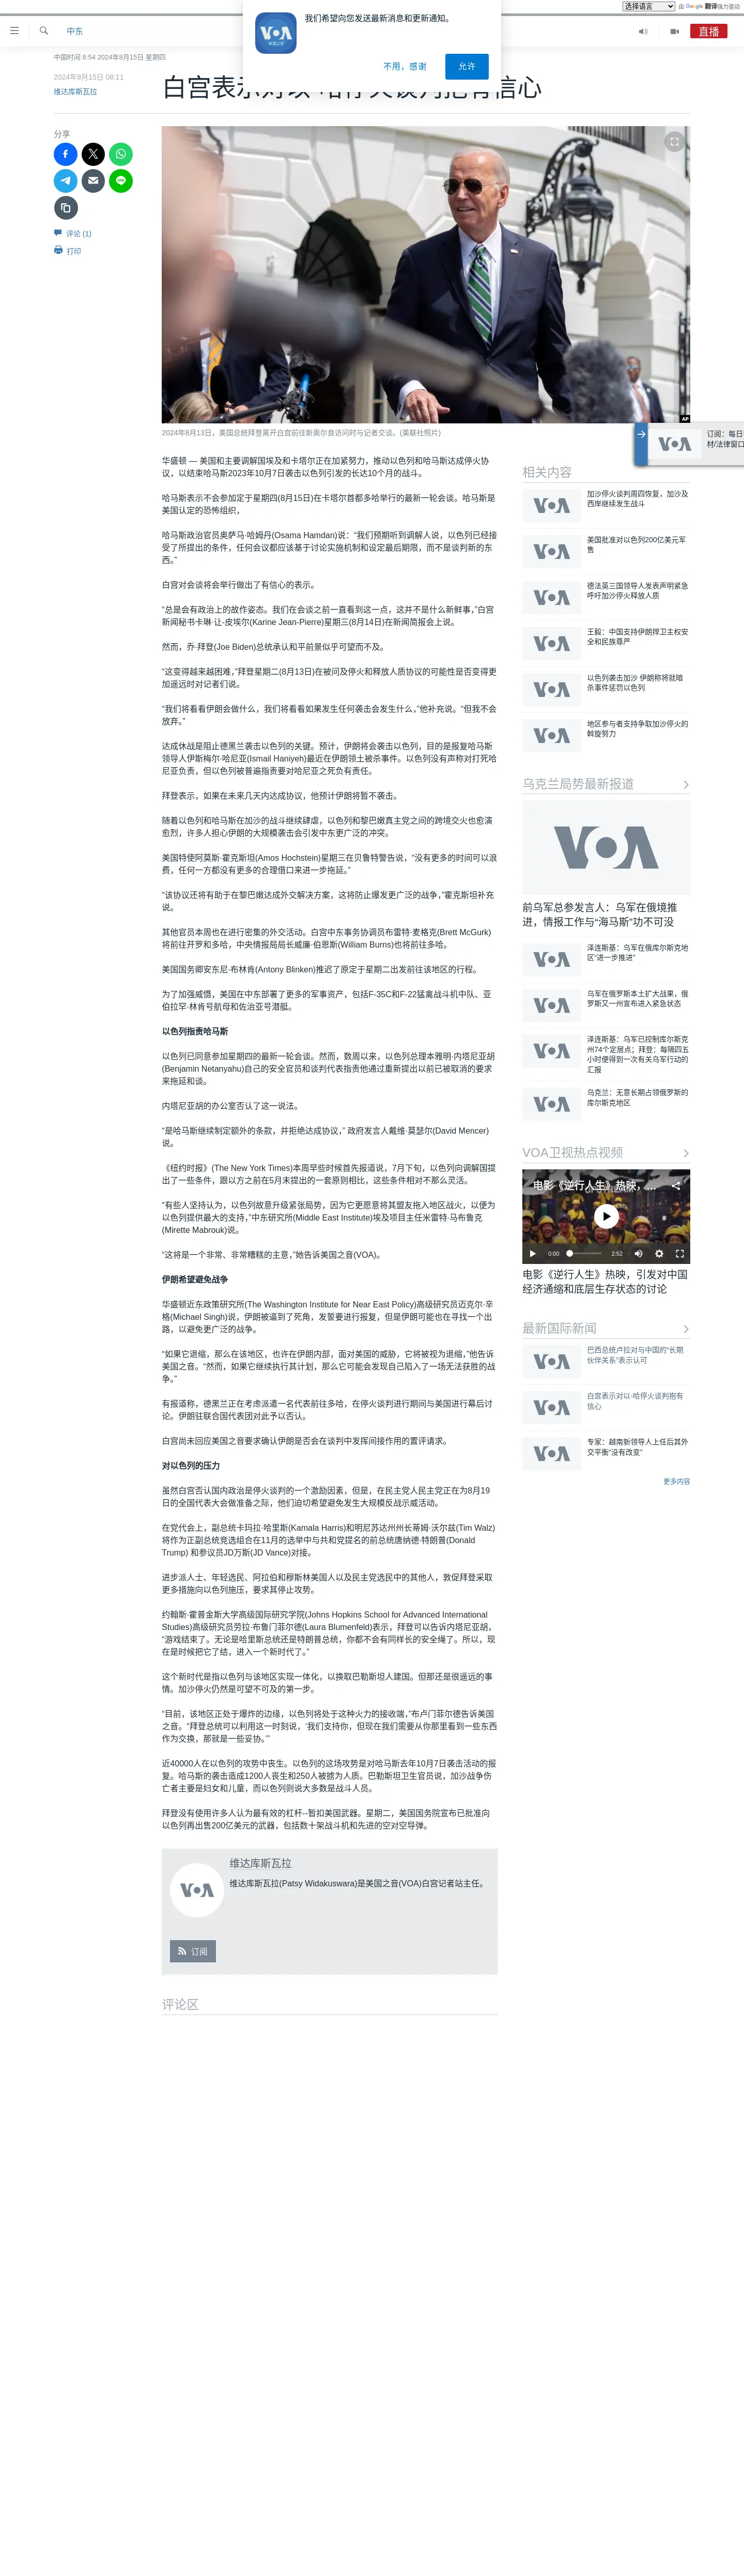 选择语言
由 Google 翻译强力驱动
我们希望向您发送最新消息和更新通知。
不用，感谢
允许
VOA
中东
直播
中国时间 8:54 2024年8月15日 星期四
白宫表示对以-哈停火谈判抱有信心
2024年8月15日 08:11
维达库斯瓦拉
分享
评论 (1)
打印
AP
2024年8月13日，美国总统拜登离开白宫前往新奥尔良访问时与记者交谈。(美联社照片)
订阅：每日
材/法律窗口
华盛顿 — 美国和主要调解国埃及和卡塔尔正在加紧努力，推动以色列和哈马斯达成停火协
议，以结束哈马斯2023年10月7日袭击以色列引发的长达10个月的战斗。
哈马斯表示不会参加定于星期四(8月15日)在卡塔尔首都多哈举行的最新一轮会谈。哈马斯是
美国认定的恐怖组织，
哈马斯政治官员奥萨马·哈姆丹(Osama Hamdan)说：“我们预期听到调解人说，以色列已经接
受了所提出的条件，任何会议都应该基于讨论实施机制和设定最后期限，而不是谈判新的东
西。”
白宫对会谈将会举行做出了有信心的表示。
“总是会有政治上的故作姿态。我们在会谈之前一直看到这一点，这并不是什么新鲜事，”白宫
新闻秘书卡琳·让-皮埃尔(Karine Jean-Pierre)星期三(8月14日)在新闻简报会上说。
然而，乔·拜登(Joe Biden)总统承认和平前景似乎可望而不及。
“这变得越来越困难，”拜登星期二(8月13日)在被问及停火和释放人质协议的可能性是否变得更
加遥远时对记者们说。
“我们将看看伊朗会做什么，我们将看看如果发生任何袭击会发生什么，”他补充说。“但我不会
放弃。”
达成休战是阻止德黑兰袭击以色列的关键。预计，伊朗将会袭击以色列，目的是报复哈马斯
领导人伊斯梅尔·哈尼亚(Ismail Haniyeh)最近在伊朗领土被杀事件。以色列没有声称对打死哈
尼亚负责，但以色列被普遍指责要对哈尼亚之死负有责任。
拜登表示，如果在未来几天内达成协议，他预计伊朗将暂不袭击。
随着以色列和哈马斯在加沙的战斗继续肆虐，以色列和黎巴嫩真主党之间的跨境交火也愈演
愈烈，许多人担心伊朗的大规模袭击会引发中东更广泛的冲突。
美国特使阿莫斯·霍克斯坦(Amos Hochstein)星期三在贝鲁特警告说，“没有更多的时间可以浪
费，任何一方都没有更多的合理借口来进一步拖延。”
“该协议还将有助于在黎巴嫩达成外交解决方案，这将防止爆发更广泛的战争，”霍克斯坦补充
说。
其他官员本周也在进行密集的外交活动。白宫中东事务协调员布雷特·麦格克(Brett McGurk)
将前往开罗和多哈，中央情报局局长威廉·伯恩斯(William Burns)也将前往多哈。
美国国务卿安东尼·布林肯(Antony Blinken)推迟了原定于星期二出发前往该地区的行程。
为了加强威慑，美国在中东部署了更多的军事资产，包括F-35C和F-22猛禽战斗机中队、亚
伯拉罕·林肯号航母和佐治亚号潜艇。
以色列指责哈马斯
以色列已同意参加星期四的最新一轮会谈。然而，数周以来，以色列总理本雅明·内塔尼亚胡
(Benjamin Netanyahu)自己的安全官员和谈判代表指责他通过重新提出以前已被取消的要求
来拖延和谈。
内塔尼亚胡的办公室否认了这一说法。
“是哈马斯继续制定额外的条款，并拒绝达成协议，” 政府发言人戴维·莫瑟尔(David Mencer)
说。
《纽约时报》(The New York Times)本周早些时候首先报道说，7月下旬，以色列向调解国提
出了一些条件，跟以方之前在5月末提出的一套原则相比，这些条件相对不那么灵活。
“有些人坚持认为，以色列故意升级紧张局势，因为它更愿意将其盟友拖入地区战火，以便为
以色列提供最大的支持，”中东研究所(Middle East Institute)埃及项目主任米雷特·马布鲁克
(Mirette Mabrouk)说。
“这将是一个非常、非常糟糕的主意，”她告诉美国之音(VOA)。
伊朗希望避免战争
华盛顿近东政策研究所(The Washington Institute for Near East Policy)高级研究员迈克尔·辛
格(Michael Singh)说，伊朗被逼到了死角，发誓要进行报复，但是伊朗可能也在寻找一个出
路，以避免更广泛的战争。
“如果它退缩，那么在该地区，也许在伊朗内部，面对美国的威胁，它将被视为退缩，”他告诉
美国之音。“然而，如果它继续执行其计划，那么它可能会发现自己陷入了一场无法获胜的战
争。”
有报道称，德黑兰正在考虑派遣一名代表前往多哈，在停火谈判进行期间与美国进行幕后讨
论。伊朗驻联合国代表团对此予以否认。
白宫尚未回应美国之音要求确认伊朗是否会在谈判中发挥间接作用的置评请求。
对以色列的压力
虽然白宫否认国内政治是停火谈判的一个激励因素，但是，在民主党人民主党正在为8月19
日的全国代表大会做准备之际，他们迫切希望避免发生大规模反战示威活动。
在党代会上，副总统卡玛拉·哈里斯(Kamala Harris)和明尼苏达州州长蒂姆·沃尔兹(Tim Walz)
将作为正副总统竞选组合在11月的选举中与共和党提名的前总统唐纳德·特朗普(Donald
Trump) 和参议员JD万斯(JD Vance)对接。
进步派人士、年轻选民、阿拉伯和穆斯林美国人以及民主党选民中的其他人，敦促拜登采取
更多措施向以色列施压，要求其停止攻势。
约翰斯·霍普金斯大学高级国际研究学院(Johns Hopkins School for Advanced International
Studies)高级研究员劳拉·布鲁门菲尔德(Laura Blumenfeld)表示，拜登可以告诉内塔尼亚胡，
“游戏结束了。无论是哈里斯总统还是特朗普总统，你都不会有同样长的安全绳了。所以，现
在是时候把它了结，进入一个新时代了。”
这个新时代是指以色列与该地区实现一体化，以换取巴勒斯坦人建国。但那还是很遥远的事
情。加沙停火仍然是可望不可及的第一步。
“目前，该地区正处于爆炸的边缘，以色列将处于这种火力的接收端，”布卢门菲尔德告诉美国
之音。“拜登总统可以利用这一时刻说，‘我们支持你，但现在我们需要从你那里看到一些东西
作为交换，那就是一些妥协。’”
近40000人在以色列的攻势中丧生。以色列的这场攻势是对哈马斯去年10月7日袭击活动的报
复。哈马斯的袭击造成1200人丧生和250人被掳为人质。巴勒斯坦卫生官员说，加沙战争伤
亡者主要是妇女和儿童，而以色列则说大多数是战斗人员。
拜登没有使用许多人认为最有效的杠杆--暂扣美国武器。星期二，美国国务院宣布已批准向
以色列再出售200亿美元的武器，包括数十架战斗机和先进的空对空导弹。
维达库斯瓦拉
维达库斯瓦拉(Patsy Widakuswara)是美国之音(VOA)白宫记者站主任。
订阅
评论区
相关内容
加沙停火谈判周四恢复，加沙及
西岸继续发生战斗
美国批准对以色列200亿美元军
售
德法英三国领导人发表声明紧急
呼吁加沙停火释放人质
王毅：中国支持伊朗捍卫主权安
全和民族尊严
以色列袭击加沙 伊朗称将就暗
杀事件惩罚以色列
地区参与者支持争取加沙停火的
斡旋努力
乌克兰局势最新报道
前乌军总参发言人：乌军在俄境推
进，情报工作与“海马斯”功不可没
泽连斯基：乌军在俄库尔斯克地
区“进一步推进”
乌军在俄罗斯本土扩大战果，俄
罗斯又一州宣布进入紧急状态
泽连斯基：乌军已控制库尔斯克
州74个定居点；拜登：每隔四五
小时便得到一次有关乌军行动的
汇报
乌克兰：无意长期占领俄罗斯的
库尔斯克地区
VOA卫视热点视频
电影《逆行人生》热映，...
0:00
2:52
电影《逆行人生》热映，引发对中国
经济通缩和底层生存状态的讨论
最新国际新闻
巴西总统卢拉对与中国的“长期
伙伴关系”表示认可
白宫表示对以-哈停火谈判抱有
信心
专家：越南新领导人上任后其外
交平衡“没有改变”
更多内容